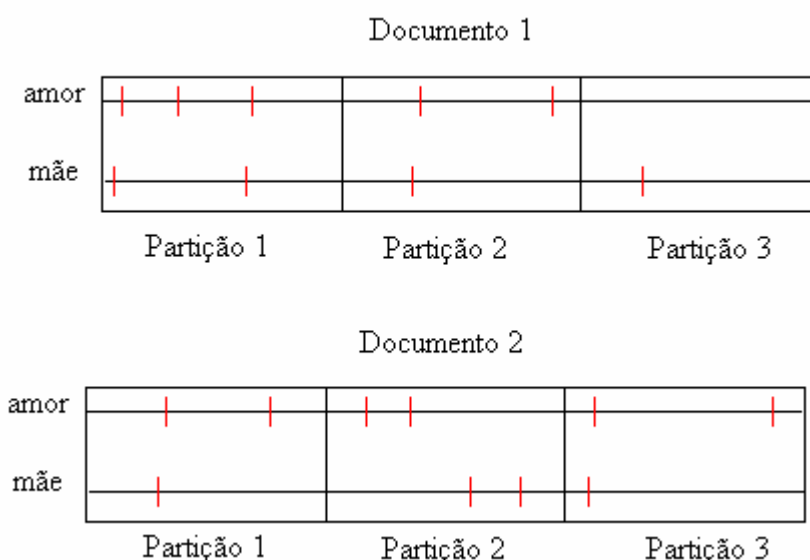 Documento 1
amor
mãe
Partição 1 Partição 2 Partição 3
Documento 2
amor
mãe
Partição 1 Partição 2 Partição 3